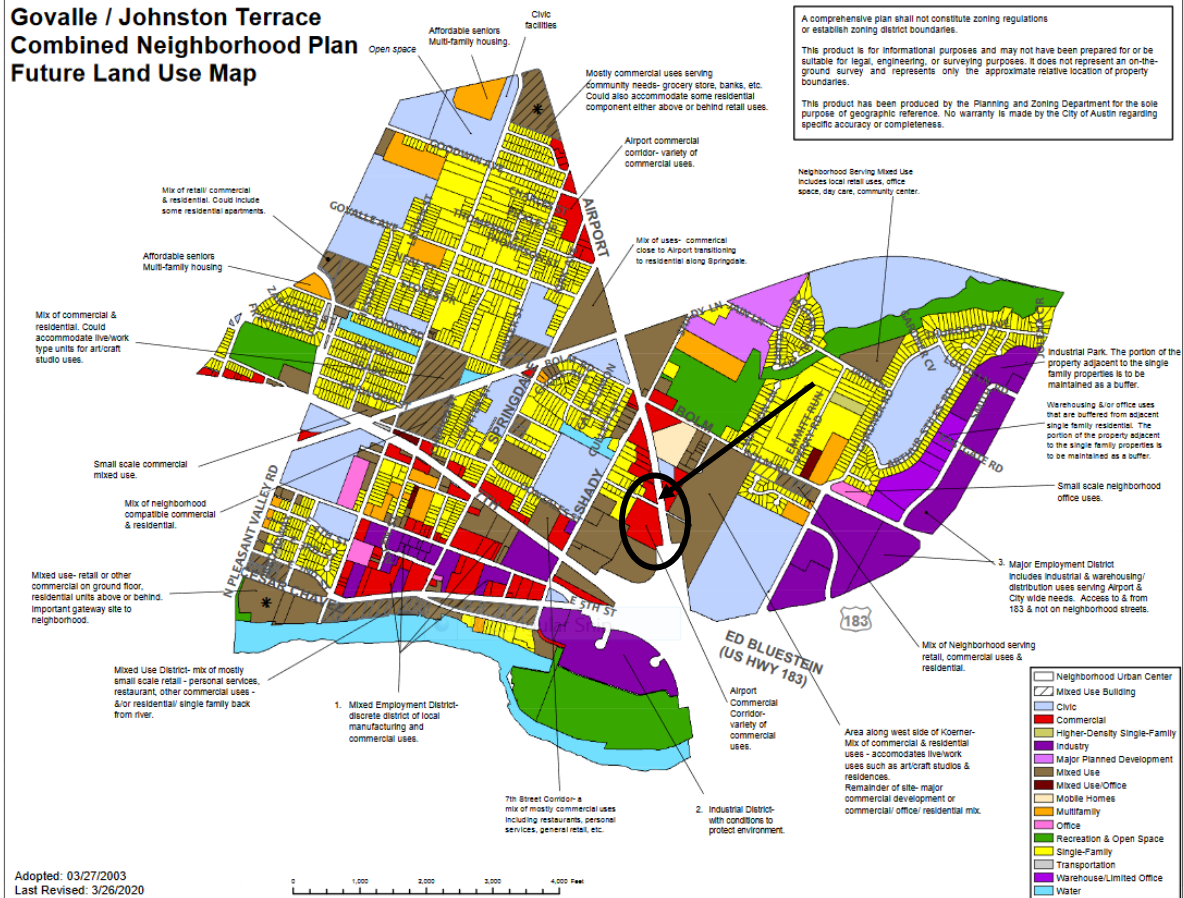 Govalle / Johnston Terrace
Combined Neighborhood Plan
Future Land Use Map
A comprehensive plan shall not constitute zoning regulations
or establish zoning district boundaries.
This product is for informational purposes and may not have been prepared for or be
suitable for legal, engineering, or surveying purposes. It does not represent an on-the-
ground survey and represents only the approximate relative location of property
boundaries.
This product has been produced by the Planning and Zoning Department for the sole
purpose of geographic reference. No warranty is made by the City of Austin regarding
specific accuracy or completeness.
Civic
facilities
Affordable seniors
Multi-family housing.
Open space
Mostly commercial uses serving
community needs- grocery store, banks, etc.
Could also accommodate some residential
component either above or behind retail uses.
Airport commercial
corridor- variety of
commercial uses.
Neighborhood Serving Mixed Use
Includes local retail uses, office
space, day care, community center.
Mix of retail/ commercial
& residential. Could include
some residential apartments.
Affordable seniors
Multi-family housing
Mix of uses- commerical
close to Airport transitioning
to residential along Springdale.
Mix of commercial &
residential. Could
accommodate live/work
type units for art/craft
studio uses.
GOODWIN AVE
GOVALLE AVE
AIRPORT
BOLM RD
SPRINGDALE
SHADY
BOLM
EMMITT RUN
GARDNER CV
7TH
N PLEASANT VALLEY RD
E 5TH ST
Industrial Park. The portion of the
property adjacent to the single
family properties is to be
maintained as a buffer.
Warehousing &/or office uses
that are buffered from adjacent
single family residential. The
portion of the property adjacent
to the single family properties is
to be maintained as a buffer.
Small scale neighborhood
office uses.
3. Major Employment District
Includes industrial & warehousing/
distribution uses serving Airport &
City wide needs. Access to & from
183 & not on neighborhood streets.
Small scale commercial
mixed use.
Mix of neighborhood
compatible commercial
& residential.
Mixed use- retail or other
commercial on ground floor,
residential units above or behind.
Important gateway site to
neighborhood.
Mixed Use District- mix of mostly
small scale retail - personal services,
restaurant, other commercial uses -
&/or residential/ single family back
from river.
1. Mixed Employment District-
discrete district of local
manufacturing and
commercial uses.
7th Street Corridor- a
mix of mostly commercial uses
including restaurants, personal
services, general retail, etc.
2. Industrial District-
with conditions to
protect environment.
Airport
Commercial
Corridor-
variety of
commercial
uses.
ED BLUESTEIN
(US HWY 183)
183
Area along west side of Koerner-
Mix of commercial & residential
uses - accomodates live/work
uses such as art/craft studios &
residences.
Remainder of site- major
commercial development or
commercial/ office/ residential mix.
Mix of Neighborhood serving
retail, commercial uses &
residential.
Neighborhood Urban Center
Mixed Use Building
Civic
Commercial
Higher-Density Single-Family
Industry
Major Planned Development
Mixed Use
Mixed Use/Office
Mobile Homes
Multifamily
Office
Recreation & Open Space
Single-Family
Transportation
Warehouse/Limited Office
Water
Adopted: 03/27/2003
Last Revised: 3/26/2020
0 1,000 2,000 3,000 4,000 Feet